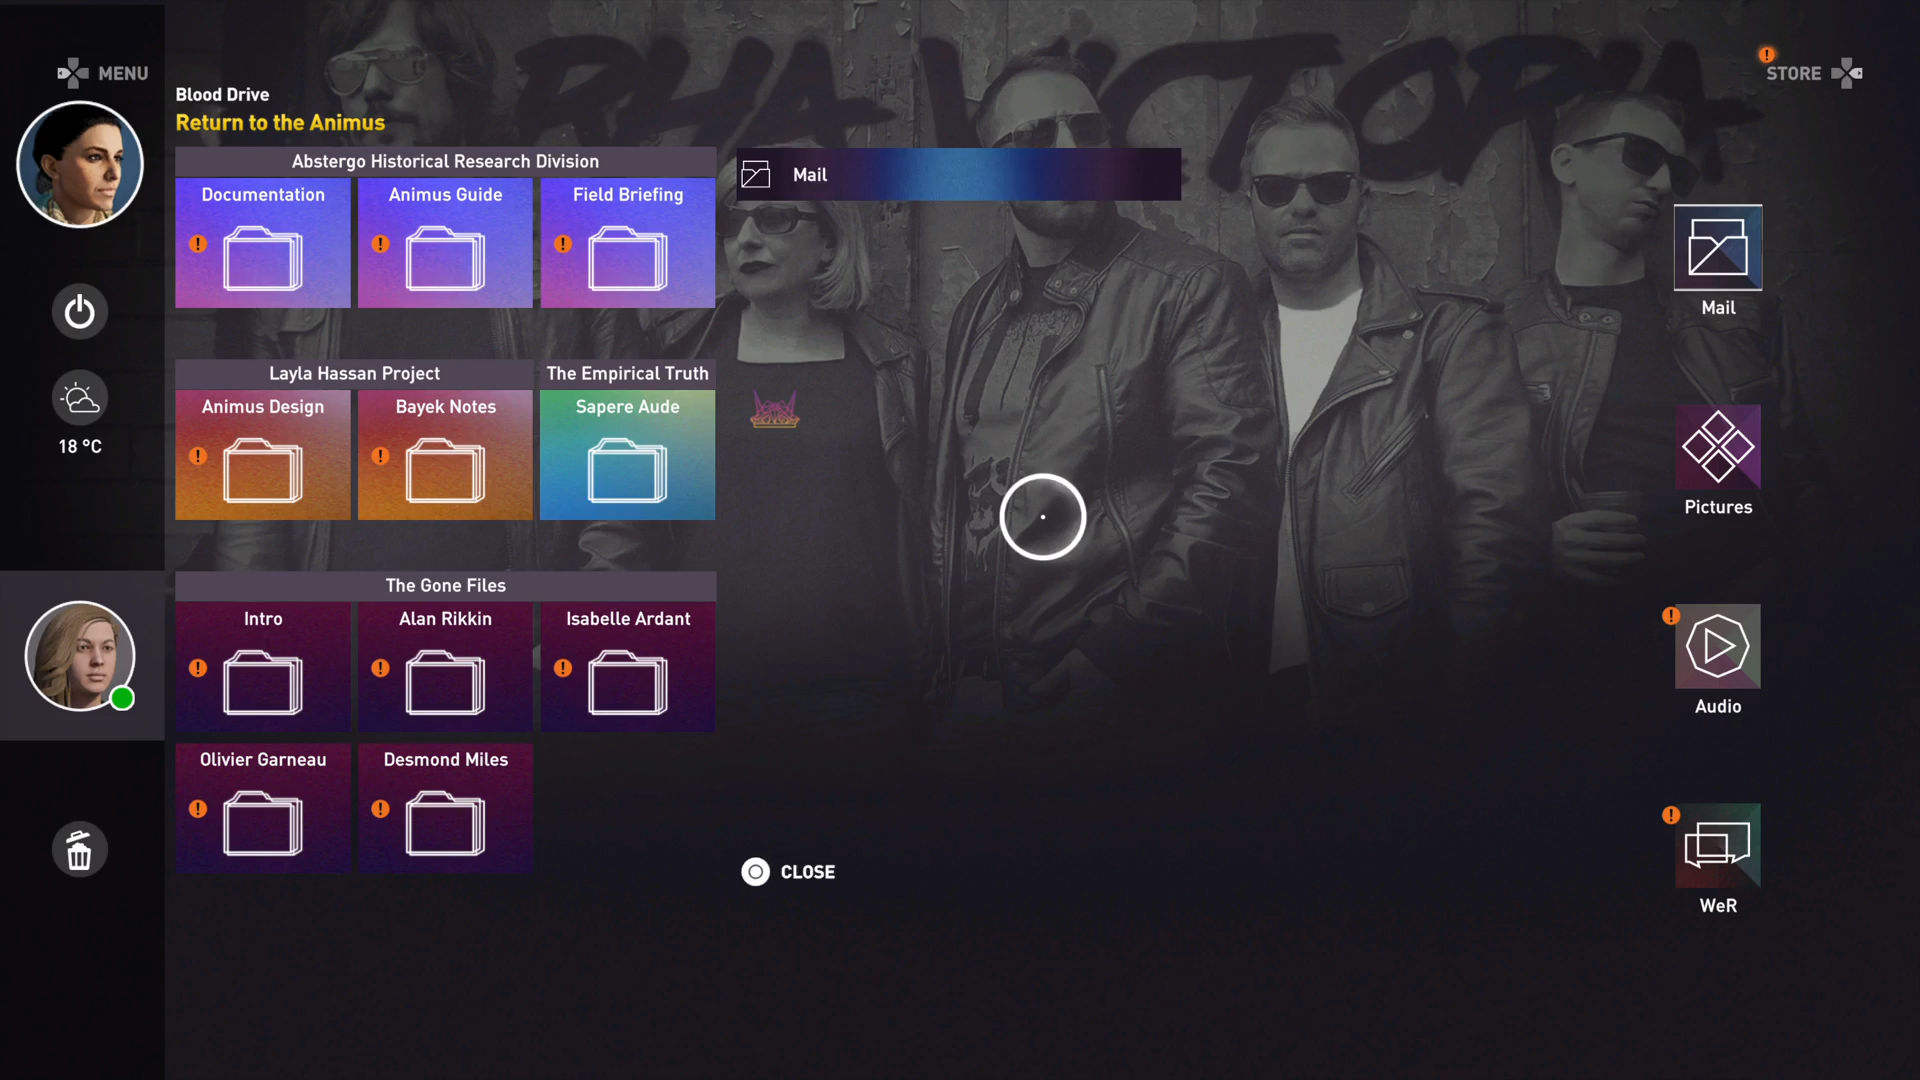 MENU
STORE
Blood Drive
Return to the Animus
Abstergo Historical Research Division
Documentation
Animus Guide
Field Briefing
Layla Hassan Project
The Empirical Truth
Animus Design
Bayek Notes
Sapere Aude
The Gone Files
Intro
Alan Rikkin
Isabelle Ardant
Olivier Garneau
Desmond Miles
18 °C
Mail
CLOSE
Mail
Pictures
Audio
WeR